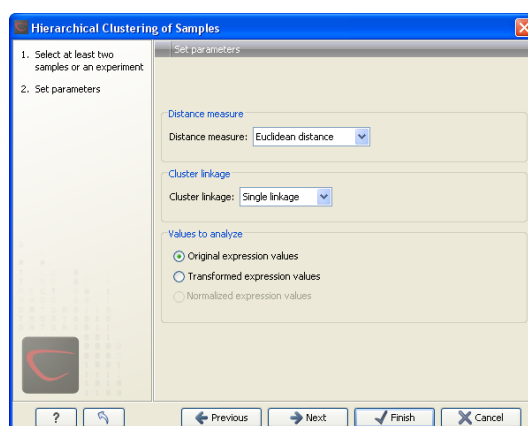 Hierarchical Clustering of Samples
1. Select at least two
samples or an experiment
2. Set parameters
Set parameters
Distance measure
Distance measure: Euclidean distance
Cluster linkage
Cluster linkage: Single linkage
Values to analyze
Original expression values
Transformed expression values
Normalized expression values
? Previous Next Finish Cancel